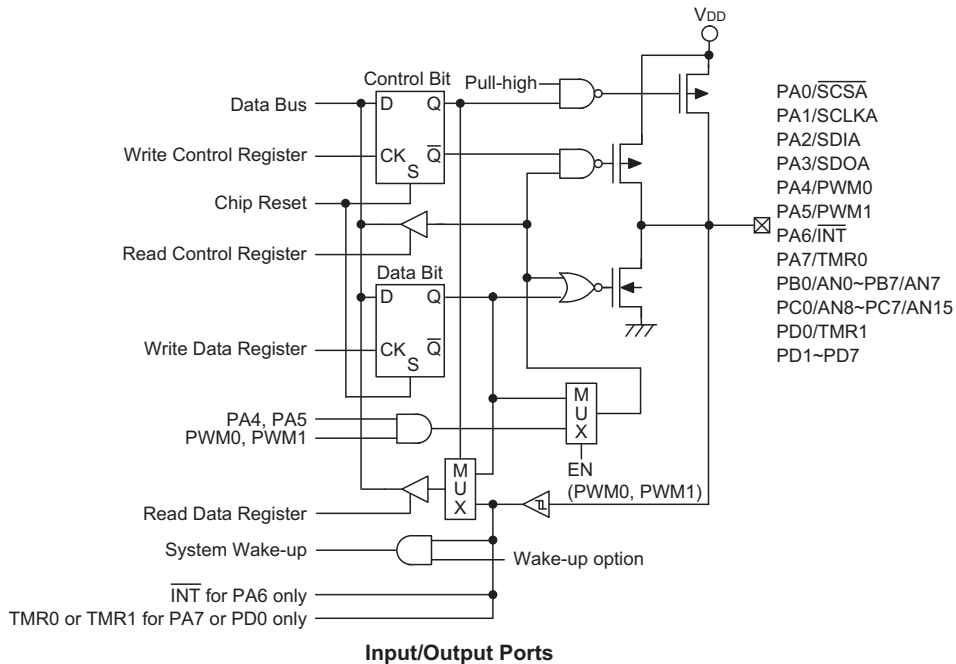 VDD
Control Bit
Pull-high
Data Bus
D
Q
Write Control Register
CK
Q̅
S
Chip Reset
Read Control Register
Data Bit
D
Q
Write Data Register
CK
Q̅
S
PA4, PA5
PWM0, PWM1
MUX
EN
(PWM0, PWM1)
MUX
Read Data Register
System Wake-up
Wake-up option
I̅N̅T̅ for PA6 only
TMR0 or TMR1 for PA7 or PD0 only
PA0/S̅C̅S̅A̅
PA1/SCLKA
PA2/SDIA
PA3/SDOA
PA4/PWM0
PA5/PWM1
PA6/I̅N̅T̅
PA7/TMR0
PB0/AN0~PB7/AN7
PC0/AN8~PC7/AN15
PD0/TMR1
PD1~PD7
Input/Output Ports